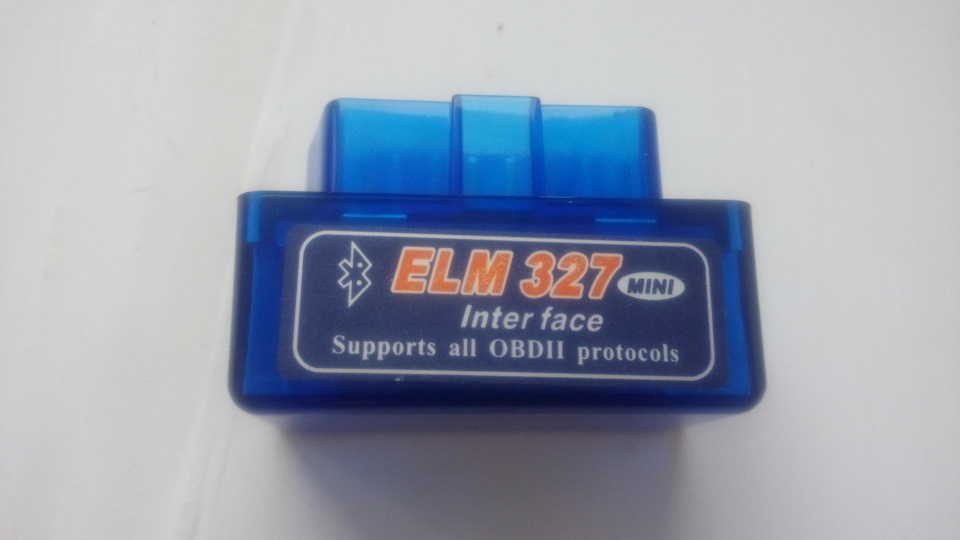 ELM 327 MINI
Inter face
Supports all OBDII protocols